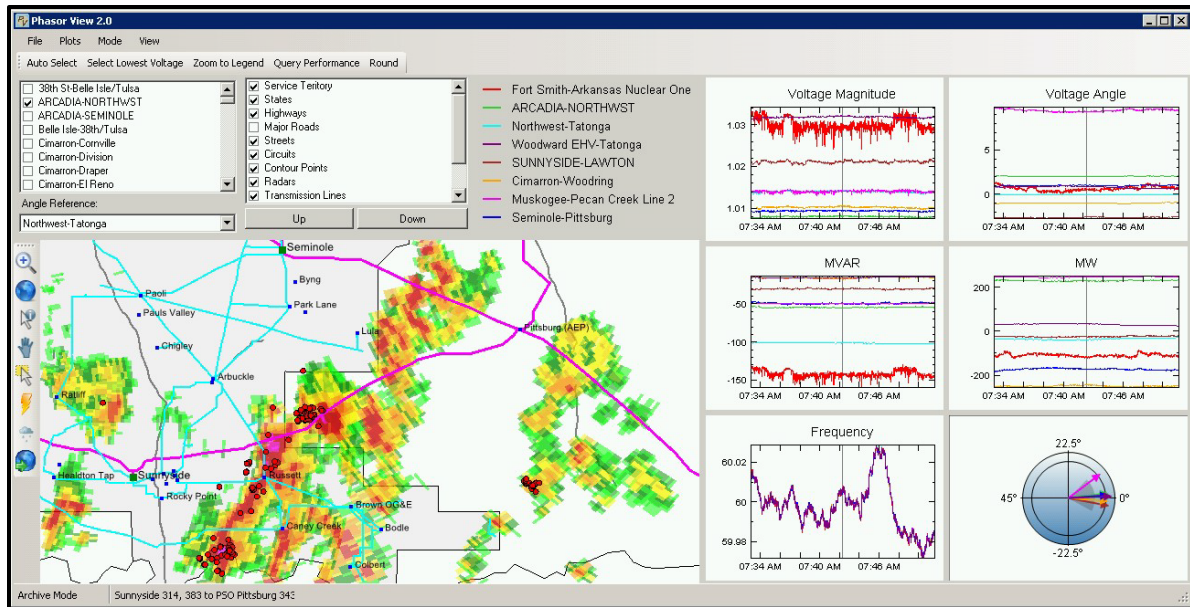 Phasor View 2.0
File Plots Mode View
Auto Select Select Lowest Voltage Zoom to Legend Query Performance Round
38th St-Belle Isle/Tulsa
ARCADIA-NORTHWST
ARCADIA-SEMINOLE
Belle Isle-38th/Tulsa
Cimarron-Cornville
Cimarron-Division
Cimarron-Draper
Cimarron-El Reno
Angle Reference:
Northwest-Tatonga
Service Teritory
States
Highways
Major Roads
Streets
Circuits
Contour Points
Radars
Transmission Lines
Up Down
Fort Smith-Arkansas Nuclear One
ARCADIA-NORTHWST
Northwest-Tatonga
Woodward EHV-Tatonga
SUNNYSIDE-LAWTON
Cimarron-Woodring
Muskogee-Pecan Creek Line 2
Seminole-Pittsburg
Voltage Magnitude
1.03
1.02
1.01
07:34 AM 07:40 AM 07:46 AM
Voltage Angle
5
0
07:34 AM 07:40 AM 07:46 AM
MVAR
-50
-100
-150
07:34 AM 07:40 AM 07:46 AM
MW
200
0
-200
07:34 AM 07:40 AM 07:46 AM
Frequency
60.02
60
59.98
07:34 AM 07:40 AM 07:46 AM
22.5°
45°
0°
-22.5°
Seminole
Byng
Paoli
Park Lane
Pauls Valley
Lula
Pittsburg (AEP)
Chigley
Arbuckle
Ratliff
Healdton Tap
Sunnyside
Russett
Rocky Point
Brown OG&E
Caney Creek
Bodle
Colbert
Archive Mode Sunnyside 314, 383 to PSO Pittsburg 343